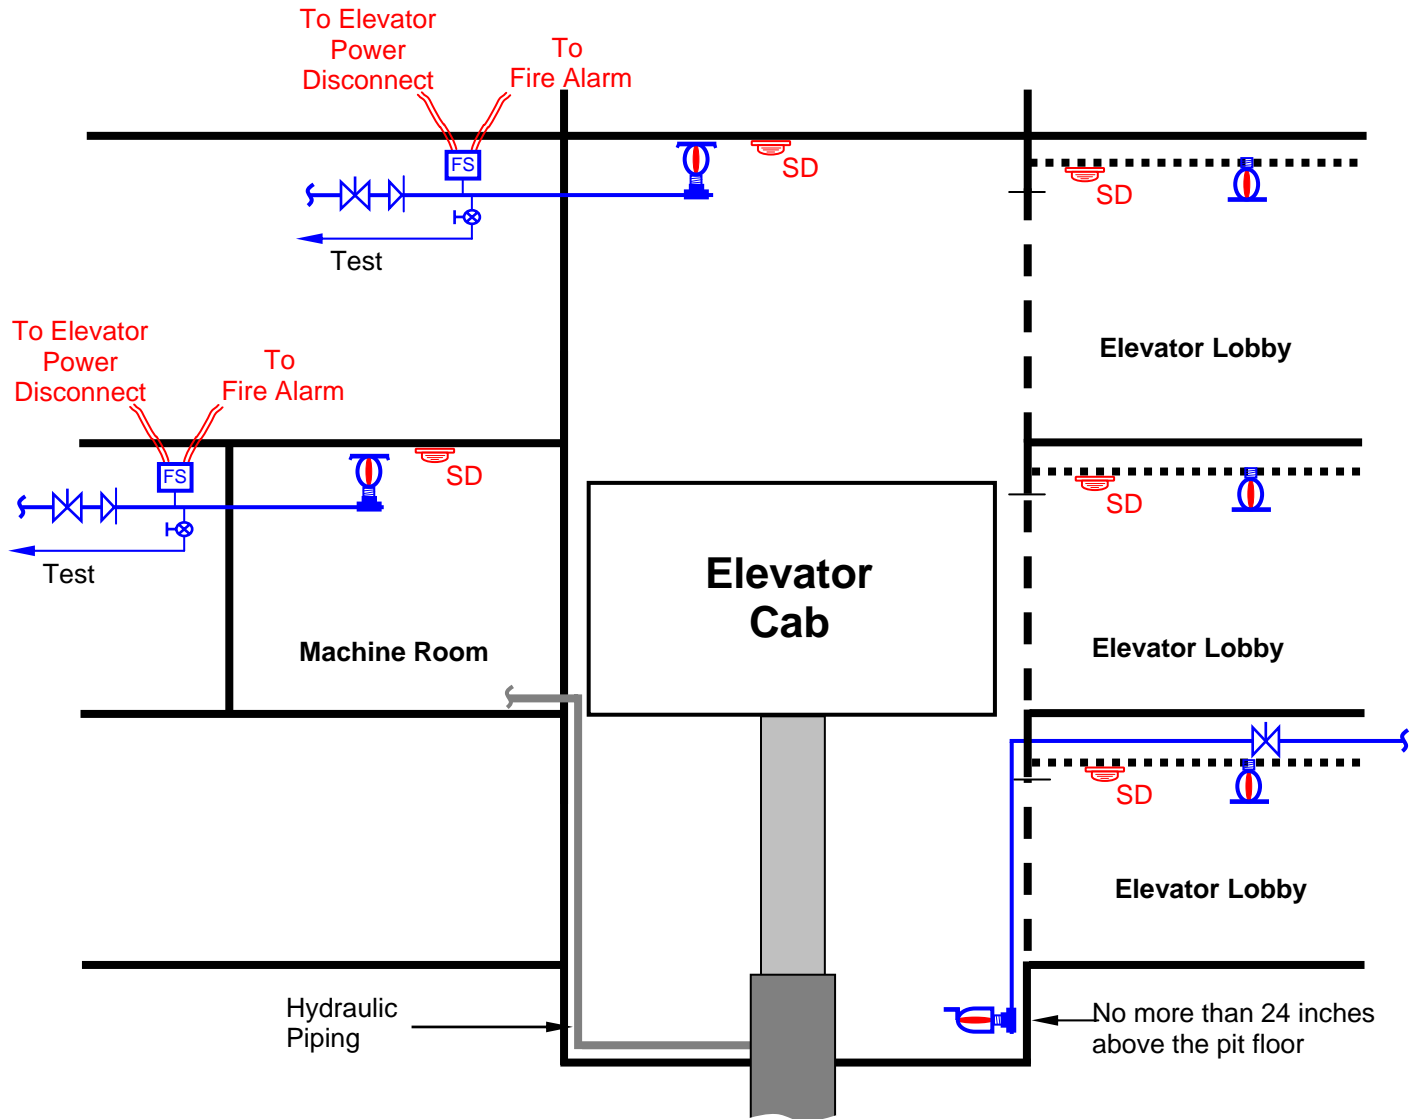 To Elevator
Power
Disconnect
To
Fire Alarm
FS
SD
SD
Test
Elevator Lobby
To Elevator
Power
Disconnect
To
Fire Alarm
FS
SD
SD
Test
Elevator
Cab
Machine Room
Elevator Lobby
SD
Elevator Lobby
Hydraulic
Piping
No more than 24 inches
above the pit floor